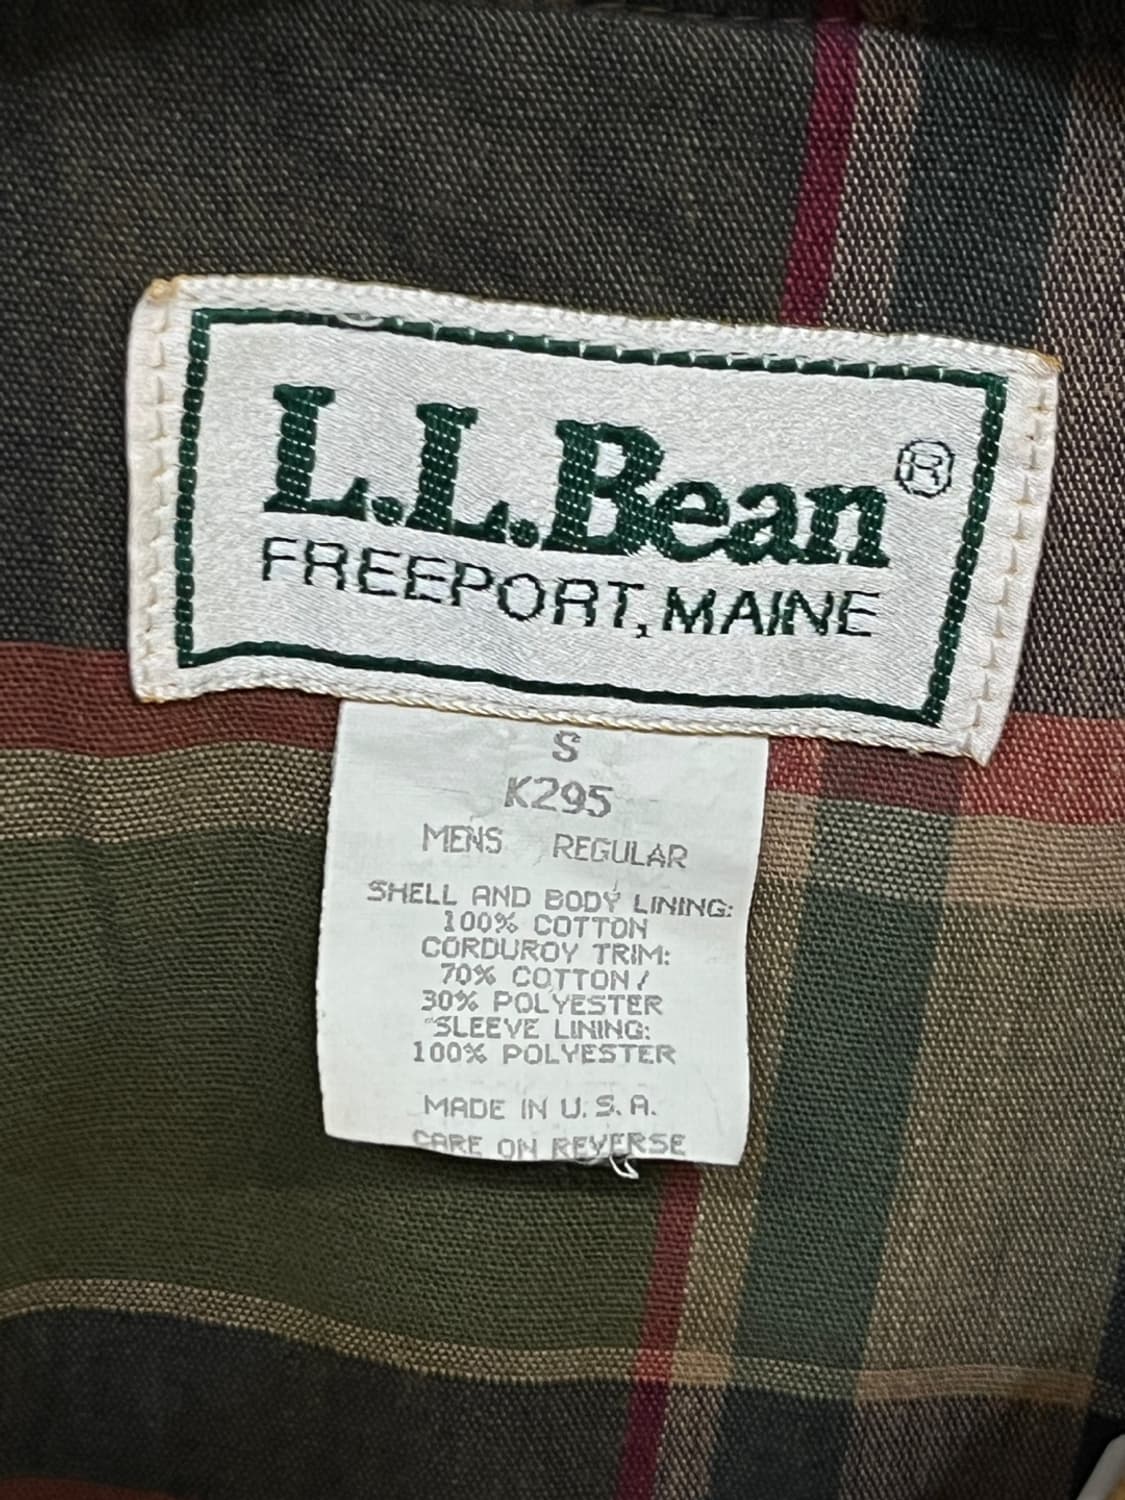 L.L.Bean®
FREEPORT, MAINE
S
K295
MENS REGULAR
SHELL AND BODY LINING:
100% COTTON
CORDUROY TRIM:
70% COTTON/
30% POLYESTER
SLEEVE LINING:
100% POLYESTER
MADE IN U.S.A.
CARE ON REVERSE